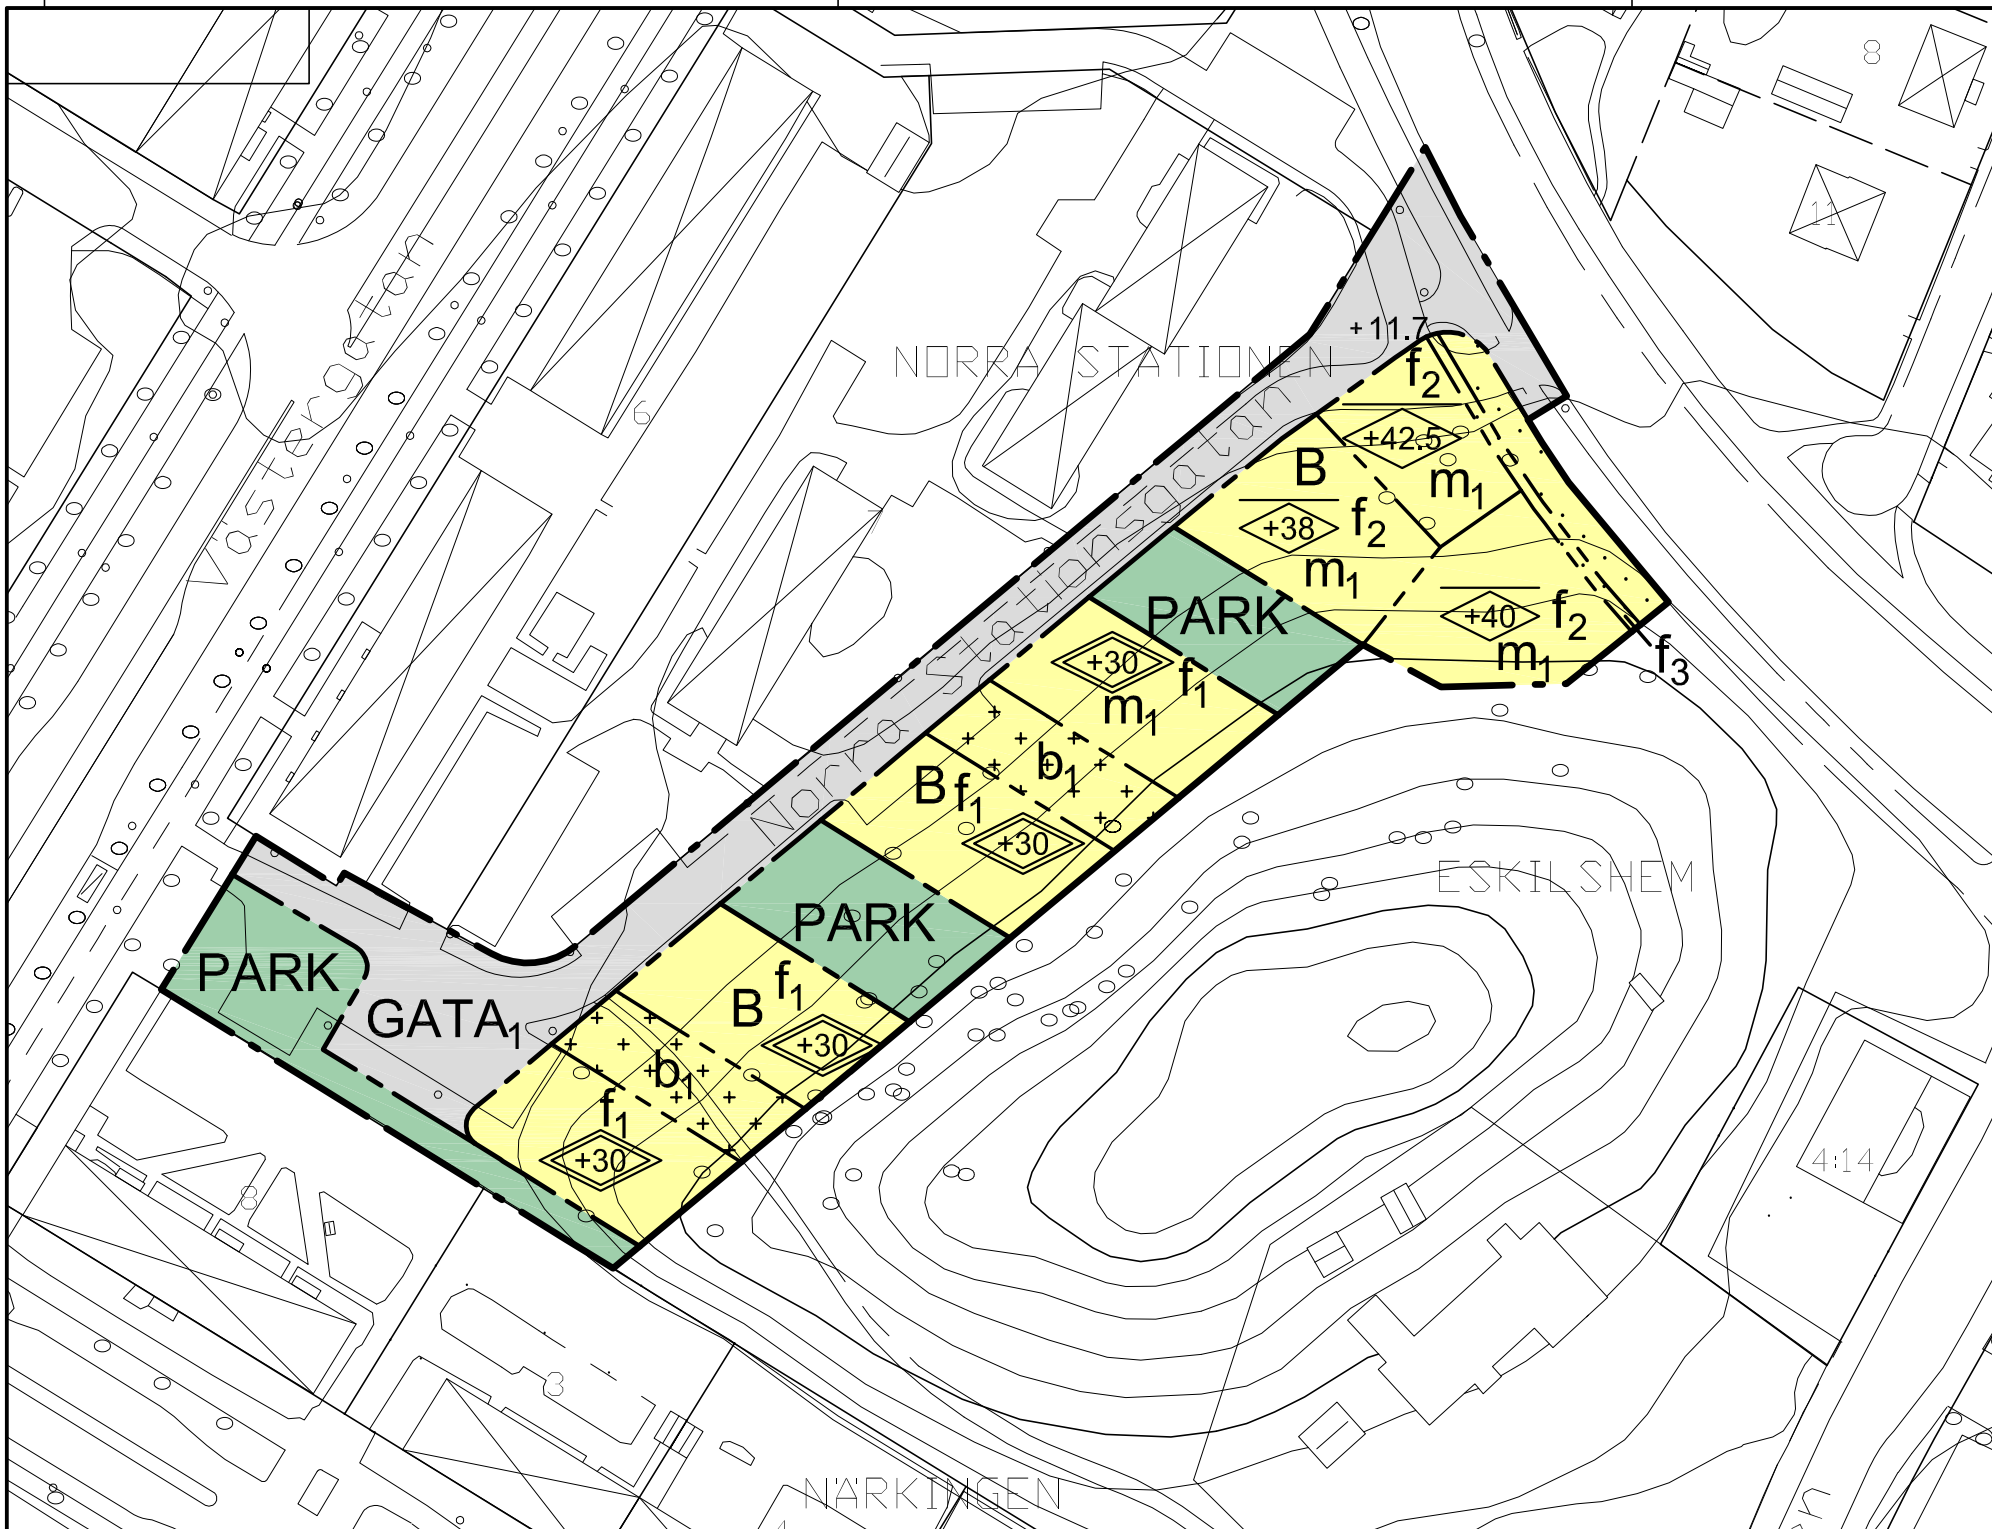 8
11
Västergatan
NORRA STATIONEN
+11.7
f2
6
+42.5
B
m1
+38
f2
m1
Norra Stationsgatan
PARK
+40
f2
m1
f3
+30
f1
m1
b1
B
f1
+30
ESKILSHEM
PARK
PARK
f1
B
GATA1
+30
b1
f1
+30
4:14
8
3
NÄRKINGEN